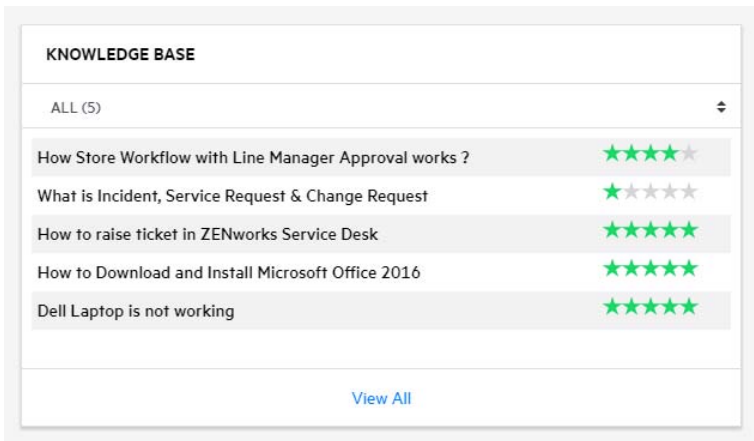 KNOWLEDGE BASE
ALL (5)
How Store Workflow with Line Manager Approval works ?
What is Incident, Service Request & Change Request
How to raise ticket in ZENworks Service Desk
How to Download and Install Microsoft Office 2016
Dell Laptop is not working
View All